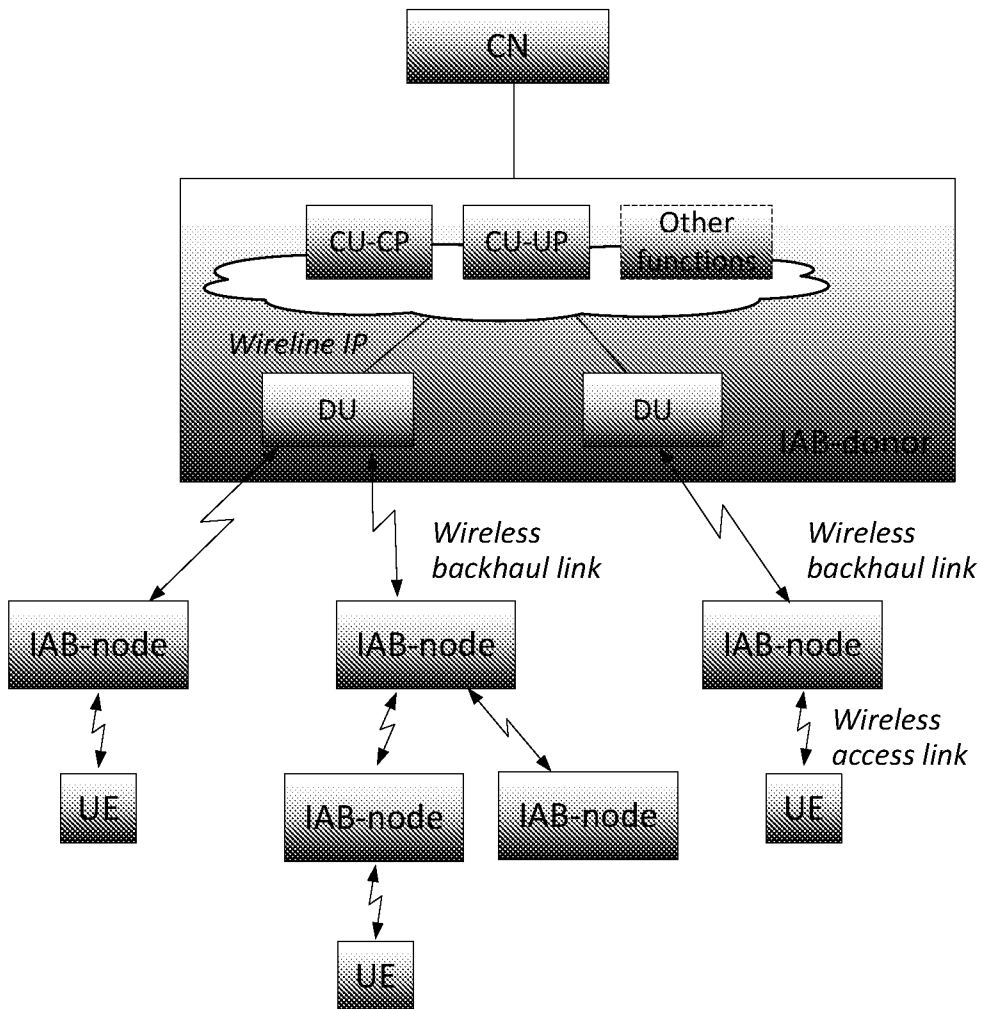 CN
CU-CP
CU-UP
Other
functions
Wireline IP
DU
DU
IAB-donor
Wireless
backhaul link
Wireless
backhaul link
IAB-node
IAB-node
IAB-node
Wireless
access link
UE
IAB-node
IAB-node
UE
UE